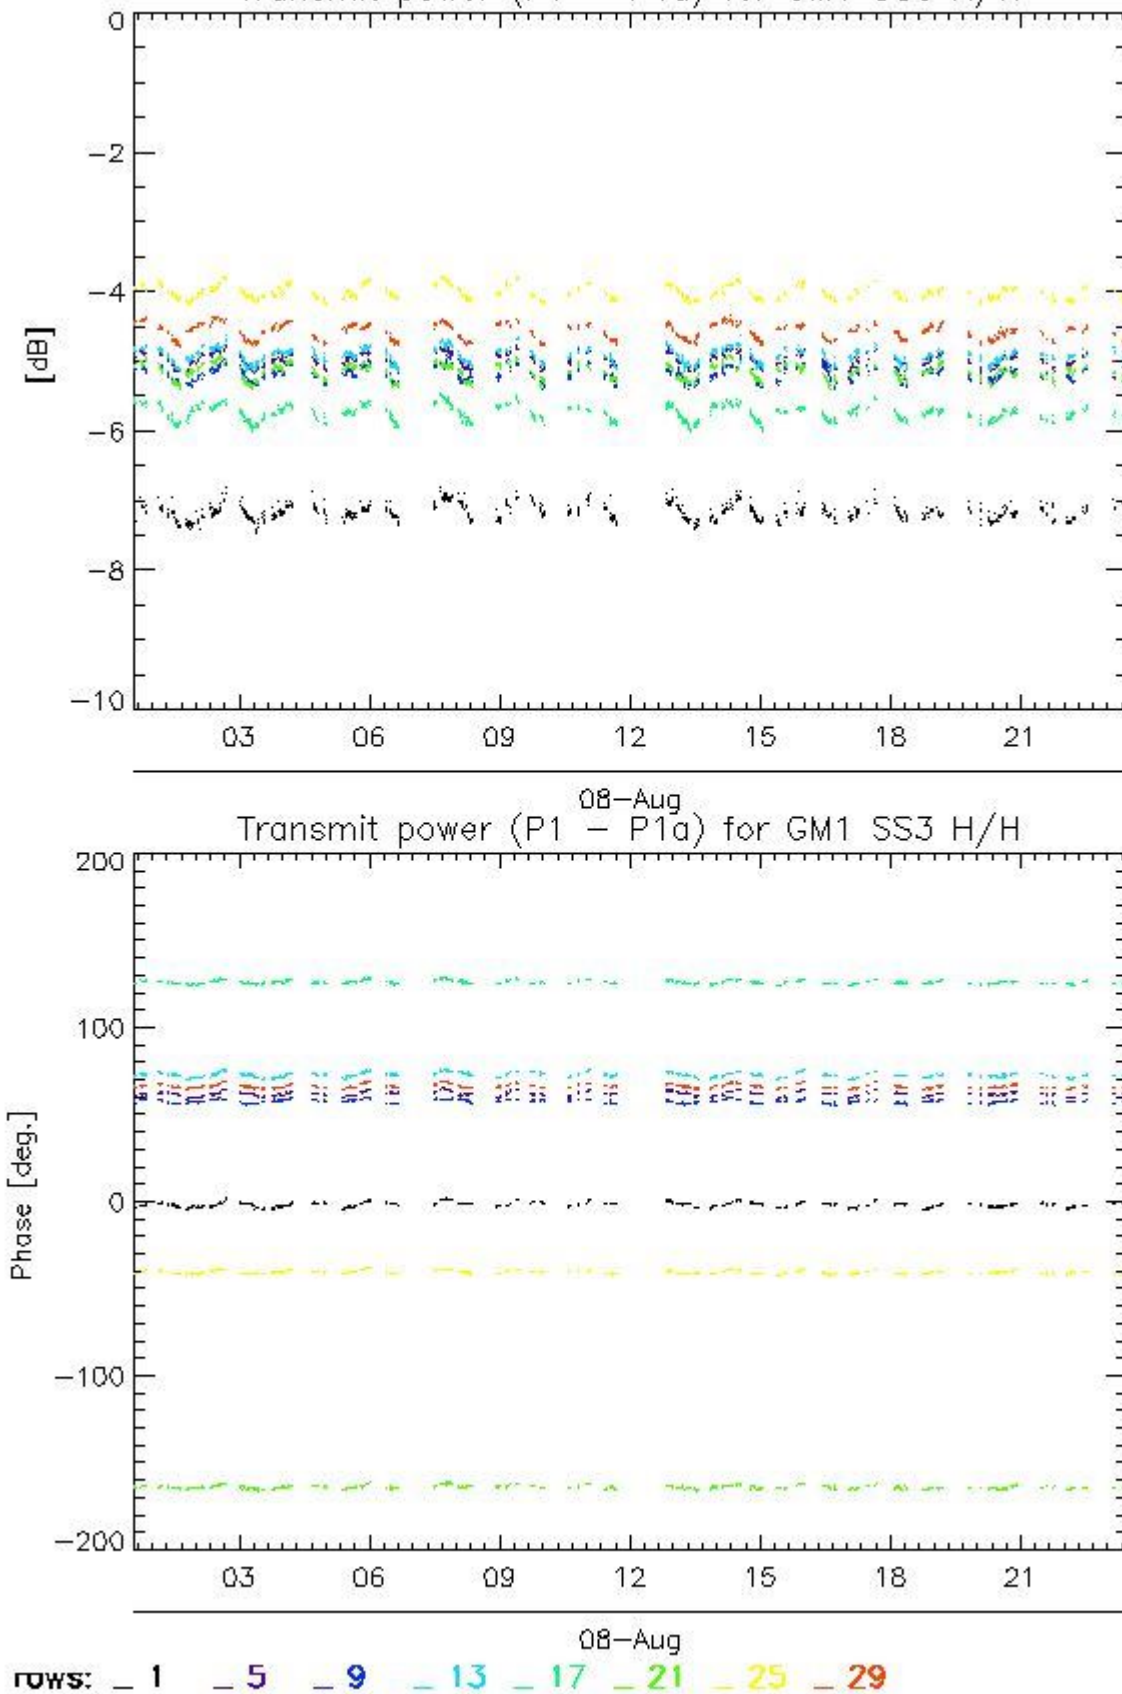 0
−2
−4
[dB]
−6
−8
−10
03 06 09 12 15 18 21
08−Aug
Transmit power (P1 − P1a) for GM1 SS3 H/H
200
100
Phase [deg.]
0
−100
−200
03 06 09 12 15 18 21
08−Aug
rows: _ 1 _ 5 _ 9 _ 13 _ 17 _ 21 _ 25 _ 29